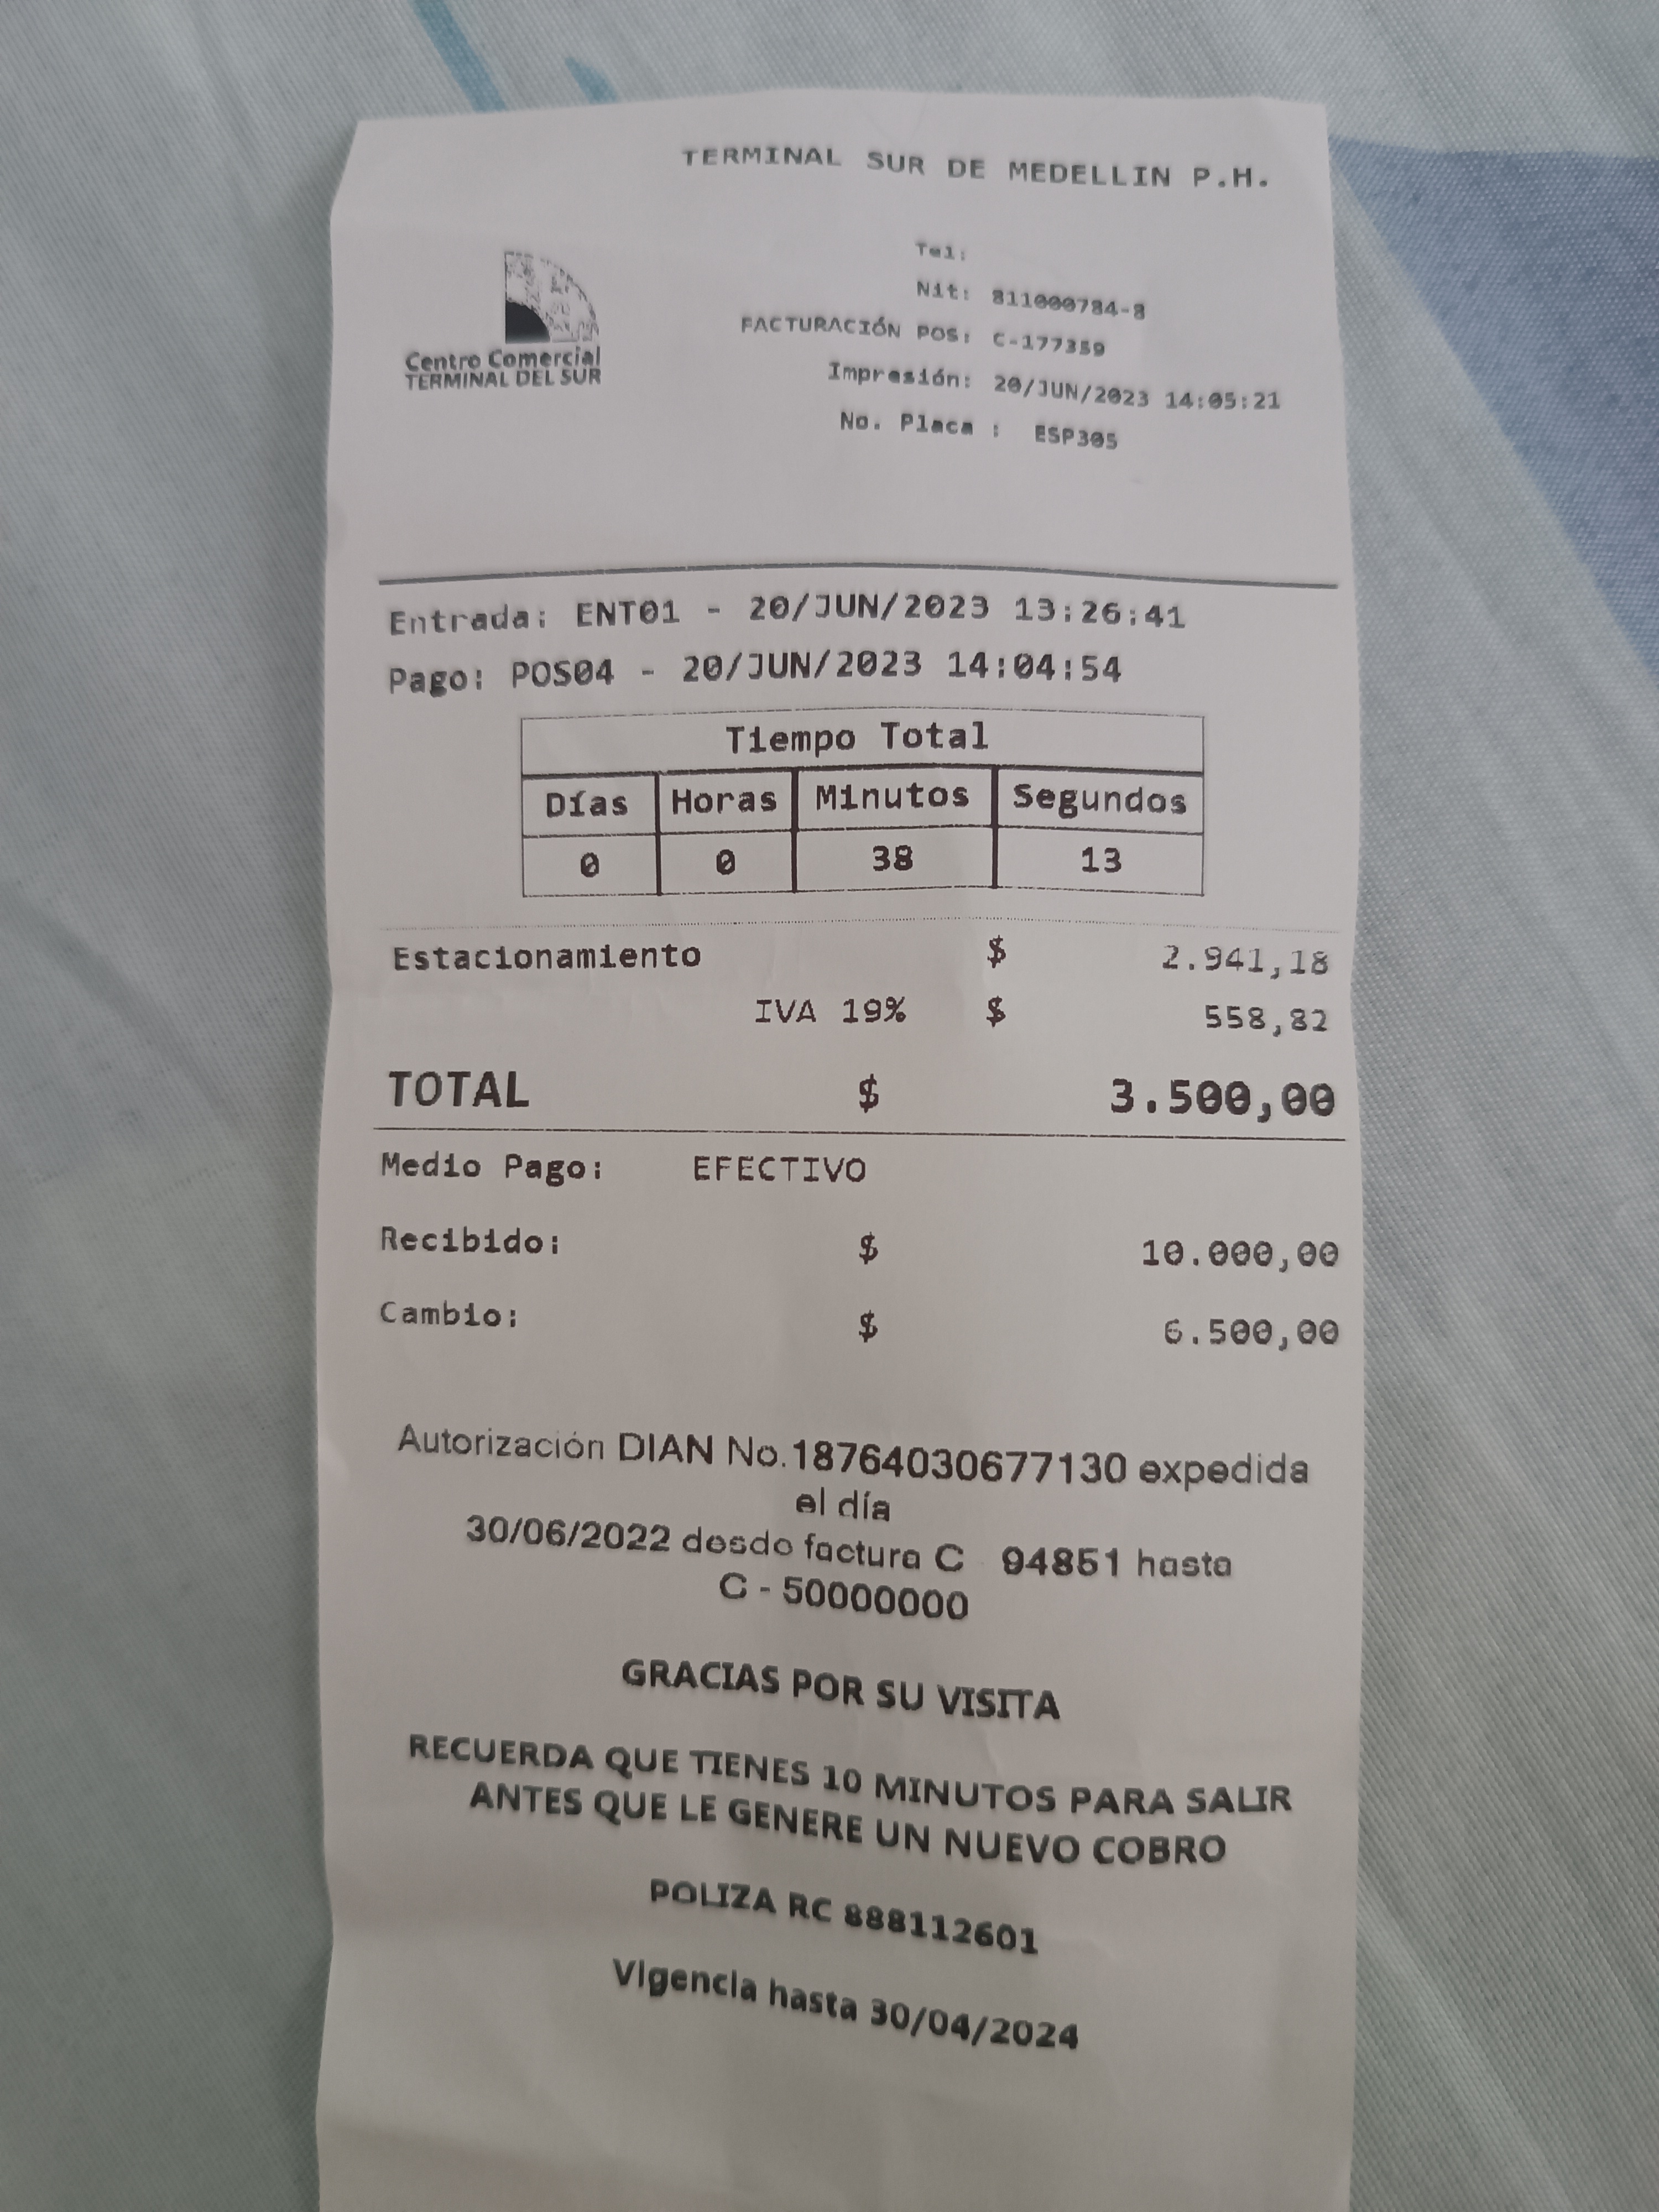 TERMINAL SUR DE MEDELLIN P.H.
Centro Comercial
TERMINAL DEL SUR
Tel:
Nit: 811000784-8
FACTURACIÓN POS: C-177359
Impresión: 20/JUN/2023 14:05:21
No. Placa : ESP305
Entrada: ENT01 - 20/JUN/2023 13:26:41
Pago: POS04 - 20/JUN/2023 14:04:54
Tiempo Total
Días Horas Minutos Segundos
0 0 38 13
Estacionamiento $ 2.941,18
IVA 19% $ 558,82
TOTAL $ 3.500,00
Medio Pago: EFECTIVO
Recibido: $ 10.000,00
Cambio: $ 6.500,00
Autorización DIAN No.18764030677130 expedida
el día
30/06/2022 desde factura C 94851 hasta
C - 50000000
GRACIAS POR SU VISITA
RECUERDA QUE TIENES 10 MINUTOS PARA SALIR
ANTES QUE LE GENERE UN NUEVO COBRO
POLIZA RC 888112601
Vigencia hasta 30/04/2024